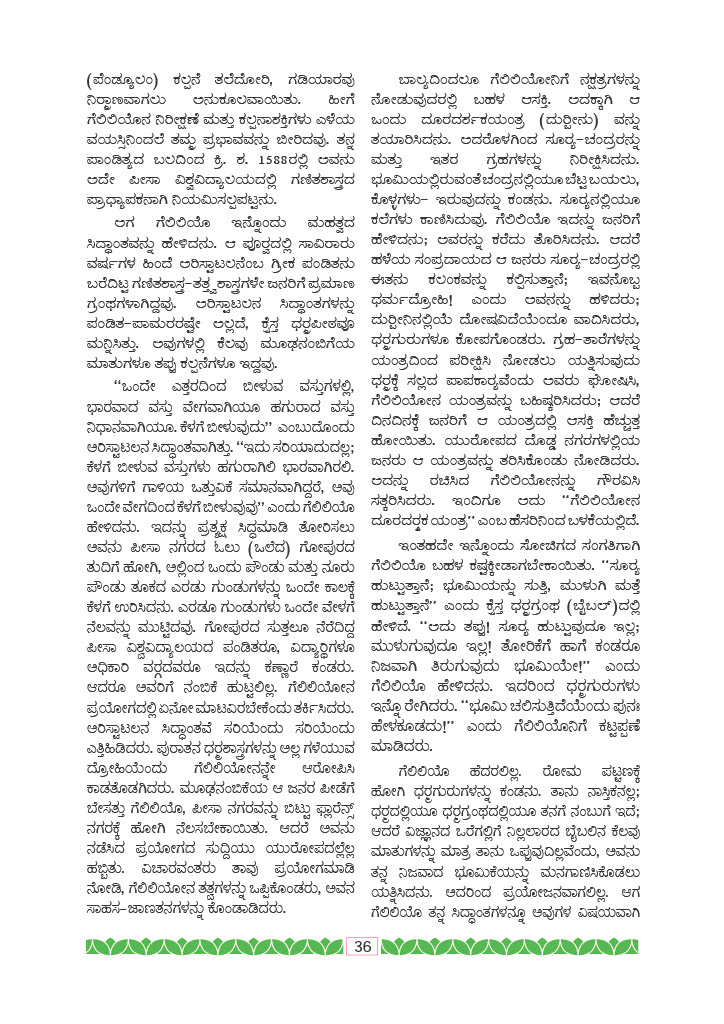 (ಪೆಂಡ್ಯೂಲಂ) ಕಲ್ಪನೆ ತಲೆದೋರಿ, ಗಡಿಯಾರವು
ನಿರ್‍ಮಾಣವಾಗಲು ಅನುಕೂಲವಾಯಿತು. ಹೀಗೆ
ಗೆಲಿಲಿಯೊನ ನಿರೀಕ್ಷಣೆ ಮತ್ತು ಕಲ್ಪನಾಶಕ್ತಿಗಳು ಎಳೆಯ
ವಯಸ್ಸಿನಿಂದಲೆ ತಮ್ಮ ಪ್ರಭಾವವನ್ನು ಬೀರಿದವು. ತನ್ನ
ಪಾಂಡಿತ್ಯದ ಬಲದಿಂದ ಕ್ರಿ. ಶ. 1588ರಲ್ಲಿ ಅವನು
ಅದೇ ಪೀಸಾ ವಿಶ್ವವಿದ್ಯಾಲಯದಲ್ಲಿ ಗಣಿತಶಾಸ್ತ್ರದ
ಪ್ರಾಧ್ಯಾಪಕನಾಗಿ ನಿಯಮಿಸಲ್ಪಟ್ಟನು.
ಅಗ ಗೆಲಿಲಿಯೊ ಇನ್ನೊಂದು ಮಹತ್ವದ
ಸಿದ್ಧಾಂತವನ್ನು ಹೇಳಿದನು. ಆ ಪೂರ್‍ವದಲ್ಲಿ ಸಾವಿರಾರು
ವರ್ಷಗಳ ಹಿಂದೆ ಅರಿಸ್ಟಾಟಲನೆಂಬ ಗ್ರೀಕ ಪಂಡಿತನು
ಬರೆದಿಟ್ಟ ಗಣಿತಶಾಸ್ತ್ರ-ತತ್ತ್ವಶಾಸ್ತ್ರಗಳೇ ಜನರಿಗೆ ಪ್ರಮಾಣ
ಗ್ರಂಥಗಳಾಗಿದ್ದವು. ಅರಿಸ್ಟಾಟಲನ ಸಿದ್ಧಾಂತಗಳನ್ನು
ಪಂಡಿತ-ಪಾಮರರಷ್ಟೇ ಅಲ್ಲದೆ, ಕ್ರೈಸ್ತ ಧರ್‍ಮಪೀಠವೂ
ಮನ್ನಿಸಿತ್ತು. ಅವುಗಳಲ್ಲಿ ಕೆಲವು ಮೂಢನಂಬಿಗೆಯ
ಮಾತುಗಳೂ ತಪ್ಪು ಕಲ್ಪನೆಗಳೂ ಇದ್ದವು.
“ಒಂದೇ ಎತ್ತರದಿಂದ ಬೀಳುವ ವಸ್ತುಗಳಲ್ಲಿ,
ಭಾರವಾದ ವಸ್ತು ವೇಗವಾಗಿಯೂ ಹಗುರಾದ ವಸ್ತು
ನಿಧಾನವಾಗಿಯೂ. ಕೆಳಗೆ ಬೀಳುವುದು” ಎಂಬುದೊಂದು
ಅರಿಸ್ಟಾಟಲನ ಸಿದ್ಧಾಂತವಾಗಿತ್ತು. “ಇದು ಸರಿಯಾದುದಲ್ಲ;
ಕೆಳಗೆ ಬೀಳುವ ವಸ್ತುಗಳು ಹಗುರಾಗಿಲಿ ಭಾರವಾಗಿರಲಿ.
ಅವುಗಳಿಗೆ ಗಾಳಿಯ ಒತ್ತುವಿಕೆ ಸಮಾನವಾಗಿದ್ದರೆ, ಅವು
ಒಂದೇ ವೇಗದಿಂದ ಕೆಳಗೆ ಬೀಳುವುವು” ಎಂದು ಗೆಲಿಲಿಯೊ
ಹೇಳಿದನು. ಇದನ್ನು ಪ್ರತ್ಯಕ್ಷ ಸಿದ್ಧಮಾಡಿ ತೋರಿಸಲು
ಅವನು ಪೀಸಾ ನಗರದ ಓಲು (ಒಲೆದ) ಗೋಪುರದ
ತುದಿಗೆ ಹೋಗಿ, ಅಲ್ಲಿಂದ ಒಂದು ಪೌಂಡು ಮತ್ತು ನೂರು
ಪೌಂಡು ತೂಕದ ಎರಡು ಗುಂಡುಗಳನ್ನು ಒಂದೇ ಕಾಲಕ್ಕೆ
ಕೆಳಗೆ ಉರಿಸಿದನು. ಎರಡೂ ಗುಂಡುಗಳು ಒಂದೇ ವೇಳೆಗೆ
ನೆಲವನ್ನು ಮುಟ್ಟಿದವು. ಗೋಪುರದ ಸುತ್ತಲೂ ನೆರೆದಿದ್ದ
ಪೀಸಾ ವಿಶ್ವವಿದ್ಯಾಲಯದ ಪಂಡಿತರೂ, ವಿದ್ಯಾರ್‍ಥಿಗಳೂ
ಅಧಿಕಾರಿ ವರ್‍ಗದವರೂ ಇದನ್ನು ಕಣ್ಣಾರೆ ಕಂಡರು.
ಆದರೂ ಅವರಿಗೆ ನಂಬಿಕೆ ಹುಟ್ಟಲಿಲ್ಲ. ಗೆಲಿಲಿಯೋನ
ಪ್ರಯೋಗದಲ್ಲಿ ಏನೋ ಮಾಟವಿರಬೇಕೆಂದು ತರ್ಕಿಸಿದರು.
ಅರಿಸ್ಟಾಟಲನ ಸಿದ್ಧಾಂತವೆ ಸರಿಯೆಂದು ಸರಿಯೆಂದು
ಎತ್ತಿಹಿಡಿದರು. ಪುರಾತನ ಧರ್‍ಮಶಾಸ್ತ್ರಗಳನ್ನು ಅಲ್ಲಗಳೆಯುವ
ದ್ರೋಹಿಯೆಂದು ಗೆಲಿಲಿಯೋನನ್ನೇ ಆರೋಪಿಸಿ
ಕಾಡತೊಡಗಿದರು. ಮೂಢನಂಬಿಕೆಯ ಆ ಜನರ ಪೀಡೆಗೆ
ಬೇಸತ್ತು ಗೆಲಿಲಿಯೊ, ಪೀಸಾ ನಗರವನ್ನು ಬಿಟ್ಟು ಫ್ಲಾರೆನ್ಸ್
ನಗರಕ್ಕೆ ಹೋಗಿ ನೆಲಸಬೇಕಾಯಿತು. ಆದರೆ ಅವನು
ನಡೆಸಿದ ಪ್ರಯೋಗದ ಸುದ್ದಿಯು ಯುರೋಪದಲ್ಲೆಲ್ಲ
ಹಬ್ಬಿತು. ವಿಚಾರವಂತರು ತಾವು ಪ್ರಯೋಗಮಾಡಿ
ನೋಡಿ, ಗೆಲಿಲಿಯೋನ ತತ್ವಗಳನ್ನು ಒಪ್ಪಿಕೊಂಡರು, ಅವನ
ಸಾಹಸ-ಜಾಣತನಗಳನ್ನು ಕೊಂಡಾಡಿದರು.
ಬಾಲ್ಯದಿಂದಲೂ ಗೆಲಿಲಿಯೋನಿಗೆ ನಕ್ಷತ್ರಗಳನ್ನು
ನೋಡುವುದರಲ್ಲಿ ಬಹಳ ಆಸಕ್ತಿ. ಅದಕ್ಕಾಗಿ ಆ
ಒಂದು ದೂರದರ್ಶಕಯಂತ್ರ (ದುರ್‍ಬೀನು) ವನ್ನು
ತಯಾರಿಸಿದನು. ಅದರೊಳಗಿಂದ ಸೂರ್‍ಯ-ಚಂದ್ರರನ್ನು
ಮತ್ತು ಇತರ ಗ್ರಹಗಳನ್ನು ನಿರೀಕ್ಷಿಸಿದನು.
ಭೂಮಿಯಲ್ಲಿರುವಂತೆ ಚಂದ್ರನಲ್ಲಿಯೂ ಬೆಟ್ಟ ಬಯಲು,
ಕೊಳ್ಳಗಳು- ಇರುವುದನ್ನು ಕಂಡನು. ಸೂರ್‍ಯನಲ್ಲಿಯೂ
ಕಲೆಗಳು ಕಾಣಿಸಿದುವು. ಗೆಲಿಲಿಯೊ ಇದನ್ನು ಜನರಿಗೆ
ಹೇಳಿದನು; ಅವರನ್ನು ಕರೆದು ತೊರಿಸಿದನು. ಆದರೆ
ಹಳೆಯ ಸಂಪ್ರದಾಯದ ಆ ಜನರು ಸೂರ್‍ಯ-ಚಂದ್ರರಲ್ಲಿ
ಈತನು ಕಲಂಕವನ್ನು ಕಲ್ಪಿಸುತ್ತಾನೆ; ಇವನೊಬ್ಬ
ಧರ್ಮದ್ರೋಹಿ! ಎಂದು ಅವನನ್ನು ಹಳಿದರು;
ದುರ್‍ಬೀನಿನಲ್ಲಿಯೆ ದೋಷವಿದೆಯೆಂದೂ ವಾದಿಸಿದರು,
ಧರ್‍ಮಗುರುಗಳೂ ಕೋಪಗೊಂಡರು. ಗ್ರಹ-ತಾರೆಗಳನ್ನು
ಯಂತ್ರದಿಂದ ಪರೀಕ್ಷಿಸಿ ನೋಡಲು ಯತ್ನಿಸುವುದು
ಧರ್‍ಮಕ್ಕೆ ಸಲ್ಲದ ಪಾಪಕಾರ್‍ಯವೆಂದು ಅವರು ಘೋಷಿಸಿ,
ಗೆಲಿಲಿಯೋನ ಯಂತ್ರವನ್ನು ಬಹಿಷ್ಕರಿಸಿದರು; ಆದರೆ
ದಿನದಿನಕ್ಕೆ ಜನರಿಗೆ ಆ ಯಂತ್ರದಲ್ಲಿ ಆಸಕ್ತಿ ಹೆಚ್ಚುತ್ತ
ಹೋಯಿತು. ಯುರೋಪದ ದೊಡ್ಡ ನಗರಗಳಲ್ಲಿಯ
ಜನರು ಆ ಯಂತ್ರವನ್ನು ತರಿಸಿಕೊಂಡು ನೋಡಿದರು.
ಅದನ್ನು ರಚಿಸಿದ ಗೆಲಿಲಿಯೋನನ್ನು ಗೌರವಿಸಿ
ಸತ್ಕರಿಸಿದರು. ಇಂದಿಗೂ ಅದು “ಗೆಲಿಲಿಯೋನ
ದೂರದರ್‍ಶಕ ಯಂತ್ರ” ಎಂಬ ಹೆಸರಿನಿಂದ ಬಳಕೆಯಲ್ಲಿದೆ.
ಇಂತಹದೇ ಇನ್ನೊಂದು ಸೋಜಿಗದ ಸಂಗತಿಗಾಗಿ
ಗೆಲಿಲಿಯೊ ಬಹಳ ಕಷ್ಟಕ್ಕೀಡಾಗಬೇಕಾಯಿತು. “ಸೂರ್‍ಯ
ಹುಟ್ಟುತ್ತಾನೆ; ಭೂಮಿಯನ್ನು ಸುತ್ತಿ, ಮುಳುಗಿ ಮತ್ತೆ
ಹುಟ್ಟುತ್ತಾನೆ” ಎಂದು ಕ್ರೈಸ್ತ ಧರ್‍ಮಗ್ರಂಥ (ಬೈಬಲ್)ದಲ್ಲಿ
ಹೇಳಿದೆ. “ಅದು ತಪ್ಪು! ಸೂರ್‍ಯ ಹುಟ್ಟುವುದೂ ಇಲ್ಲ;
ಮುಳುಗುವುದೂ ಇಲ್ಲ! ತೋರಿಕೆಗೆ ಹಾಗೆ ಕಂಡರೂ
ನಿಜವಾಗಿ ತಿರುಗುವುದು ಭೂಮಿಯೇ!” ಎಂದು
ಗೆಲಿಲಿಯೊ ಹೇಳಿದನು. ಇದರಿಂದ ಧರ್‍ಮಗುರುಗಳು
ಇನ್ನೊ ರೇಗಿದರು. “ಭೂಮಿ ಚಲಿಸುತ್ತಿದೆಯೆಂದು ಪುನಃ
ಹೇಳಕೂಡದು!” ಎಂದು ಗೆಲಿಲಿಯೊನಿಗೆ ಕಟ್ಟಪ್ಪಣೆ
ಮಾಡಿದರು.
ಗೆಲಿಲಿಯೊ ಹೆದರಲಿಲ್ಲ. ರೋಮ ಪಟ್ಟಣಕ್ಕೆ
ಹೋಗಿ ಧರ್‍ಮಗುರುಗಳನ್ನು ಕಂಡನು. ತಾನು ನಾಸ್ತಿಕನಲ್ಲ;
ಧರ್‍ಮದಲ್ಲಿಯೂ ಧರ್‍ಮಗ್ರಂಥದಲ್ಲಿಯೂ ತನಗೆ ನಂಬುಗೆ ಇದೆ;
ಆದರೆ ವಿಜ್ಞಾನದ ಒರೆಗಲ್ಲಿಗೆ ನಿಲ್ಲಲಾರದ ಬೈಬಲಿನ ಕೆಲವು
ಮಾತುಗಳನ್ನು ಮಾತ್ರ ತಾನು ಒಪ್ಪುವುದಿಲ್ಲವೆಂದು, ಅವನು
ತನ್ನ ನಿಜವಾದ ಭೂಮಿಕೆಯನ್ನು ಮನಗಾಣಿಸಿಕೊಡಲು
ಯತ್ನಿಸಿದನು. ಅದರಿಂದ ಪ್ರಯೋಜನವಾಗಲಿಲ್ಲ. ಆಗ
ಗೆಲಿಲಿಯೊ ತನ್ನ ಸಿದ್ಧಾಂತಗಳನ್ನೂ ಅವುಗಳ ವಿಷಯವಾಗಿ
36